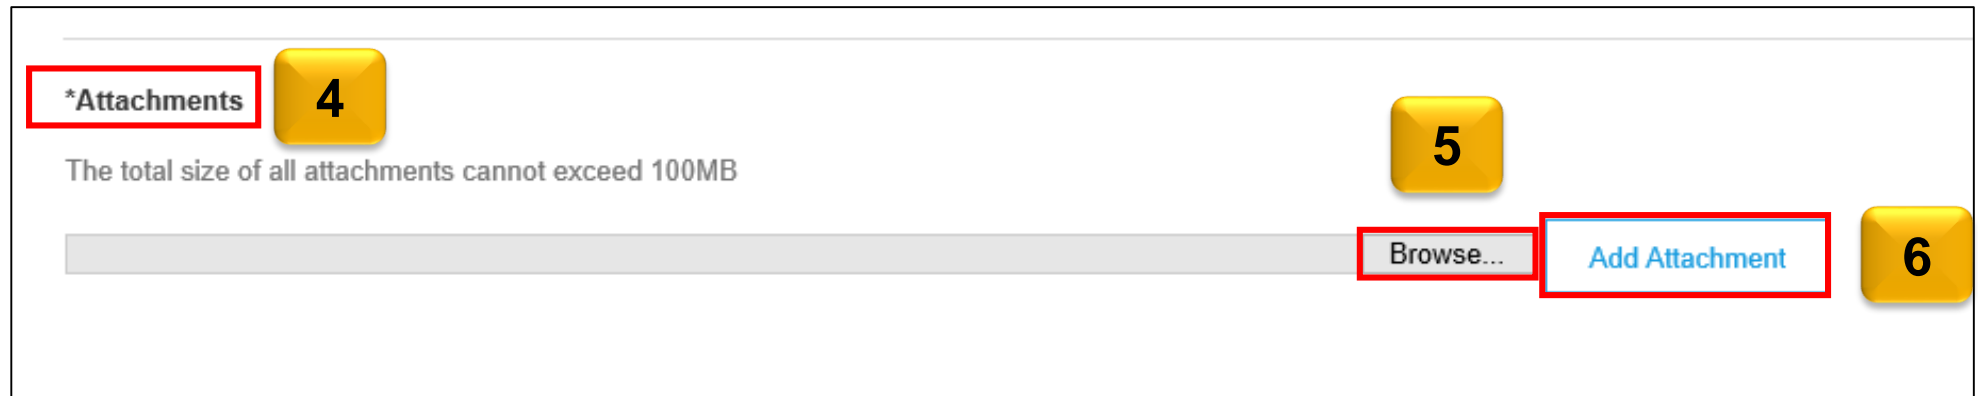 *Attachments
4
The total size of all attachments cannot exceed 100MB
5
Browse...
Add Attachment
6